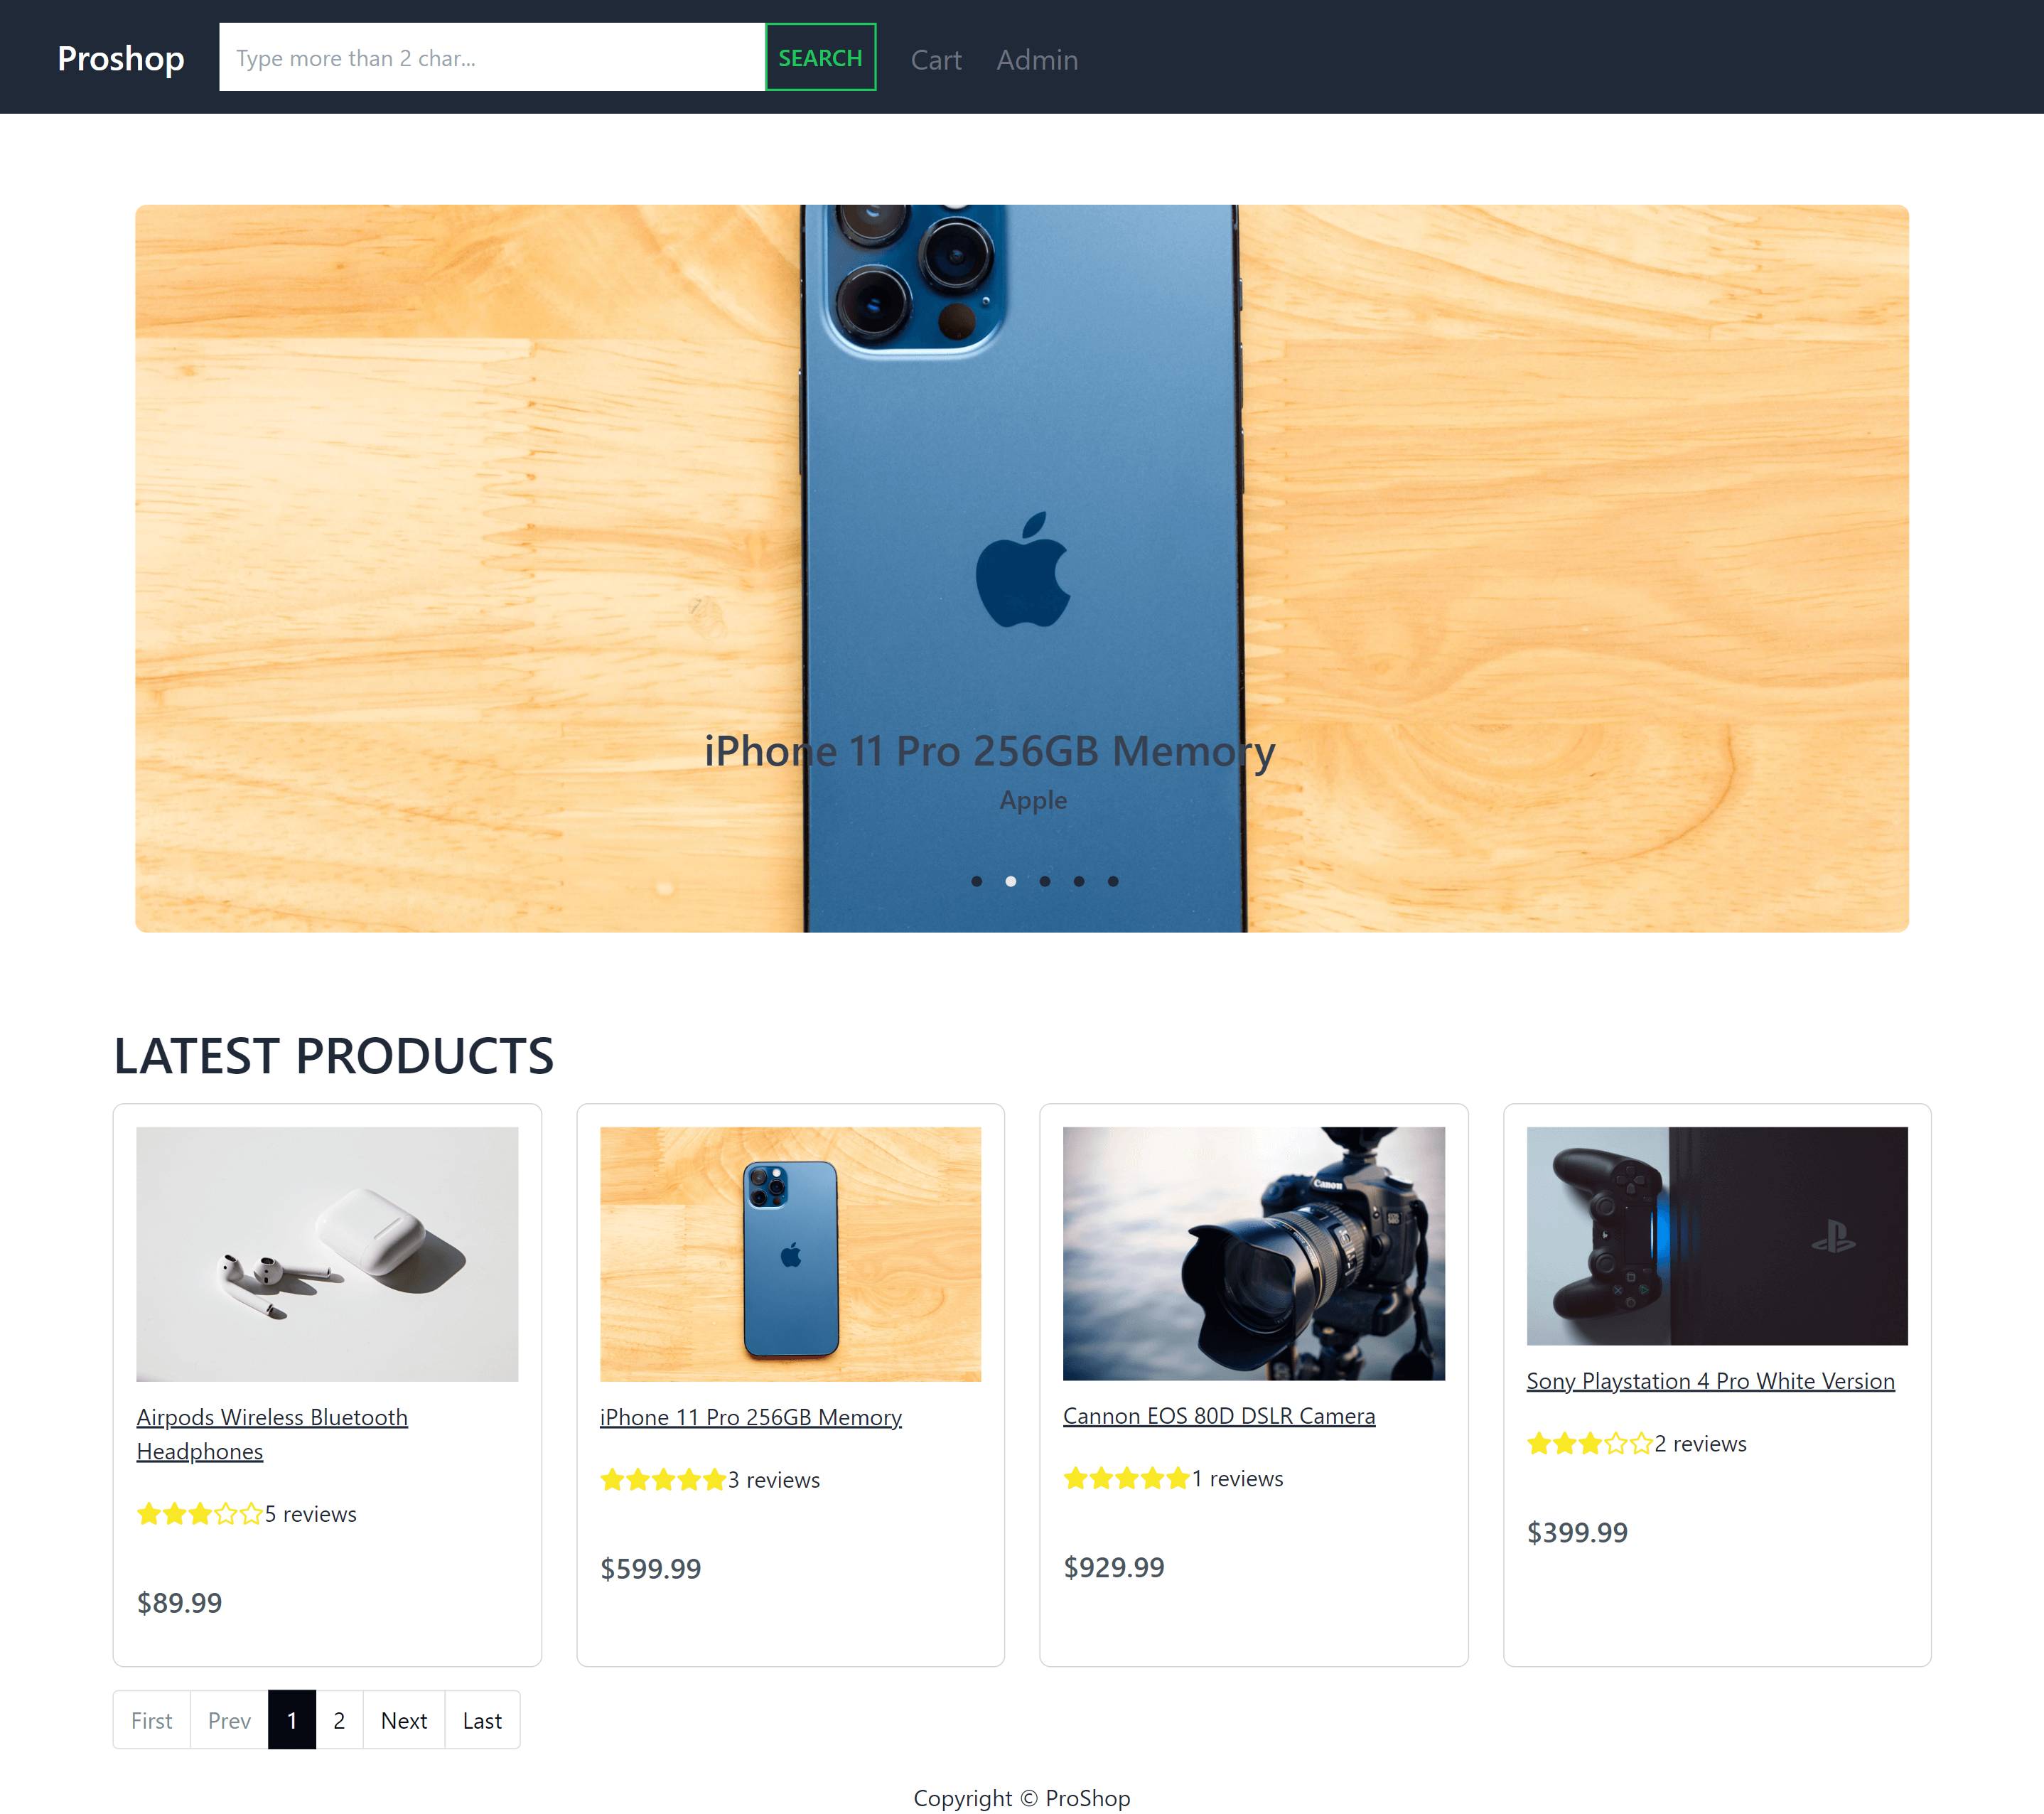 Proshop
Type more than 2 char...
SEARCH
Cart
Admin
iPhone 11 Pro 256GB Memory
Apple
LATEST PRODUCTS
Canon
Airpods Wireless Bluetooth
Headphones
5 reviews
$89.99
iPhone 11 Pro 256GB Memory
3 reviews
$599.99
Cannon EOS 80D DSLR Camera
1 reviews
$929.99
Sony Playstation 4 Pro White Version
2 reviews
$399.99
First Prev 1 2 Next Last
Copyright © ProShop